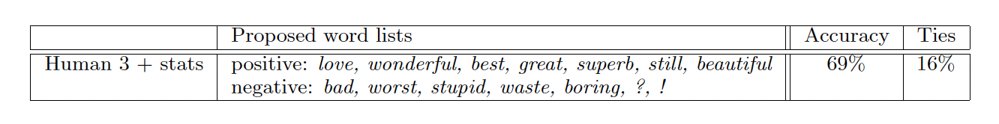 Proposed word lists Accuracy Ties
Human 3 + stats positive: love, wonderful, best, great, superb, still, beautiful 69% 16%
negative: bad, worst, stupid, waste, boring, ?, !